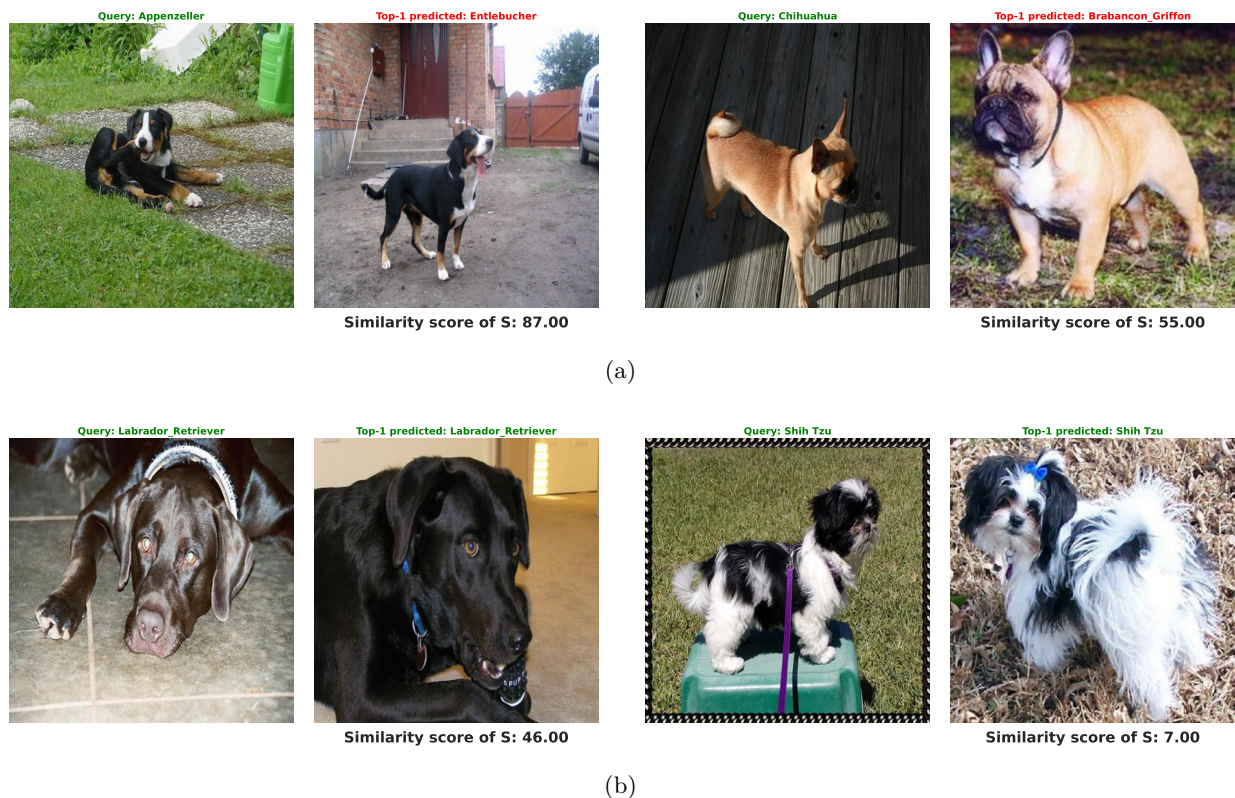 Query: Appenzeller
Top-1 predicted: Entlebucher
Query: Chihuahua
Top-1 predicted: Brabancon_Griffon
Similarity score of S: 87.00
Similarity score of S: 55.00
(a)
Query: Labrador_Retriever
Top-1 predicted: Labrador_Retriever
Query: Shih Tzu
Top-1 predicted: Shih Tzu
SPUR
Similarity score of S: 46.00
Similarity score of S: 7.00
(b)